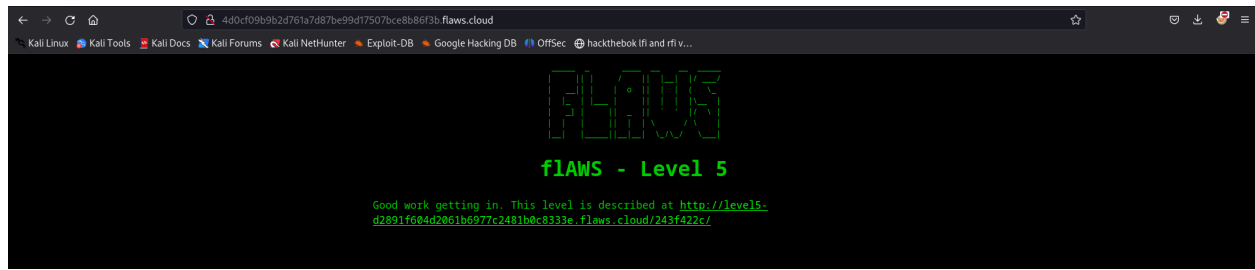 4d0cf09b9b2d761a7d87be99d17507bce8b86f3b.flaws.cloud
Kali Linux Kali Tools Kali Docs Kali Forums Kali NetHunter Exploit-DB Google Hacking DB OffSec hackthebok lfi and rfi v...
FLAWS
flAWS - Level 5
Good work getting in. This level is described at http://level5-
d2891f604d2061b6977c2481b0c8333e.flaws.cloud/243f422c/